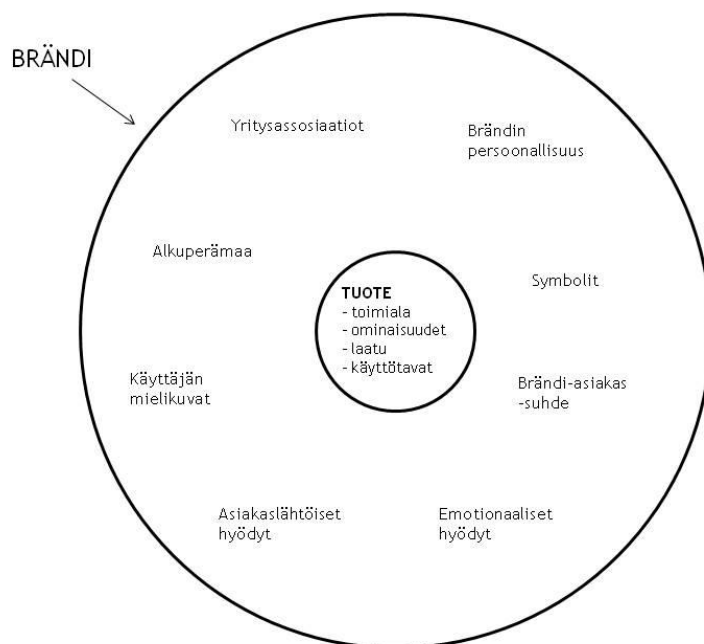 BRÄNDI
Yritysassosiaatiot
Brändin
persoonallisuus
Alkuperämaa
Symbolit
TUOTE
- toimiala
- ominaisuudet
- laatu
- käyttötavat
Käyttäjän
mielikuvat
Brändi-asiakas
-suhde
Asiakaslähtöiset
hyödyt
Emotionaaliset
hyödyt